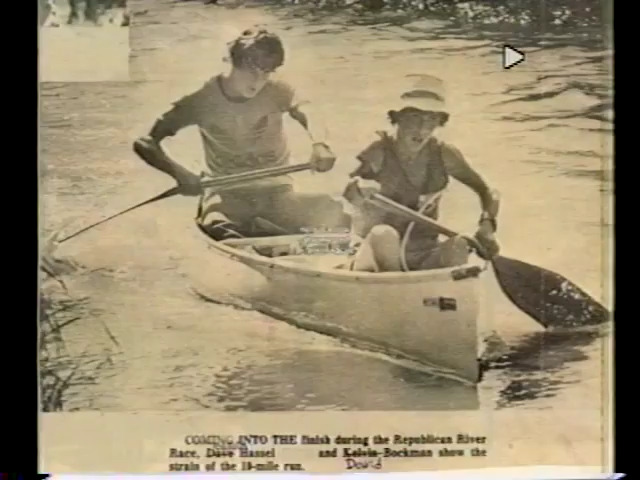 COMING INTO THE finish during the Republican River
Race, Dave Hassel and Kelvin Bockman show the
strain of the 18-mile run. David